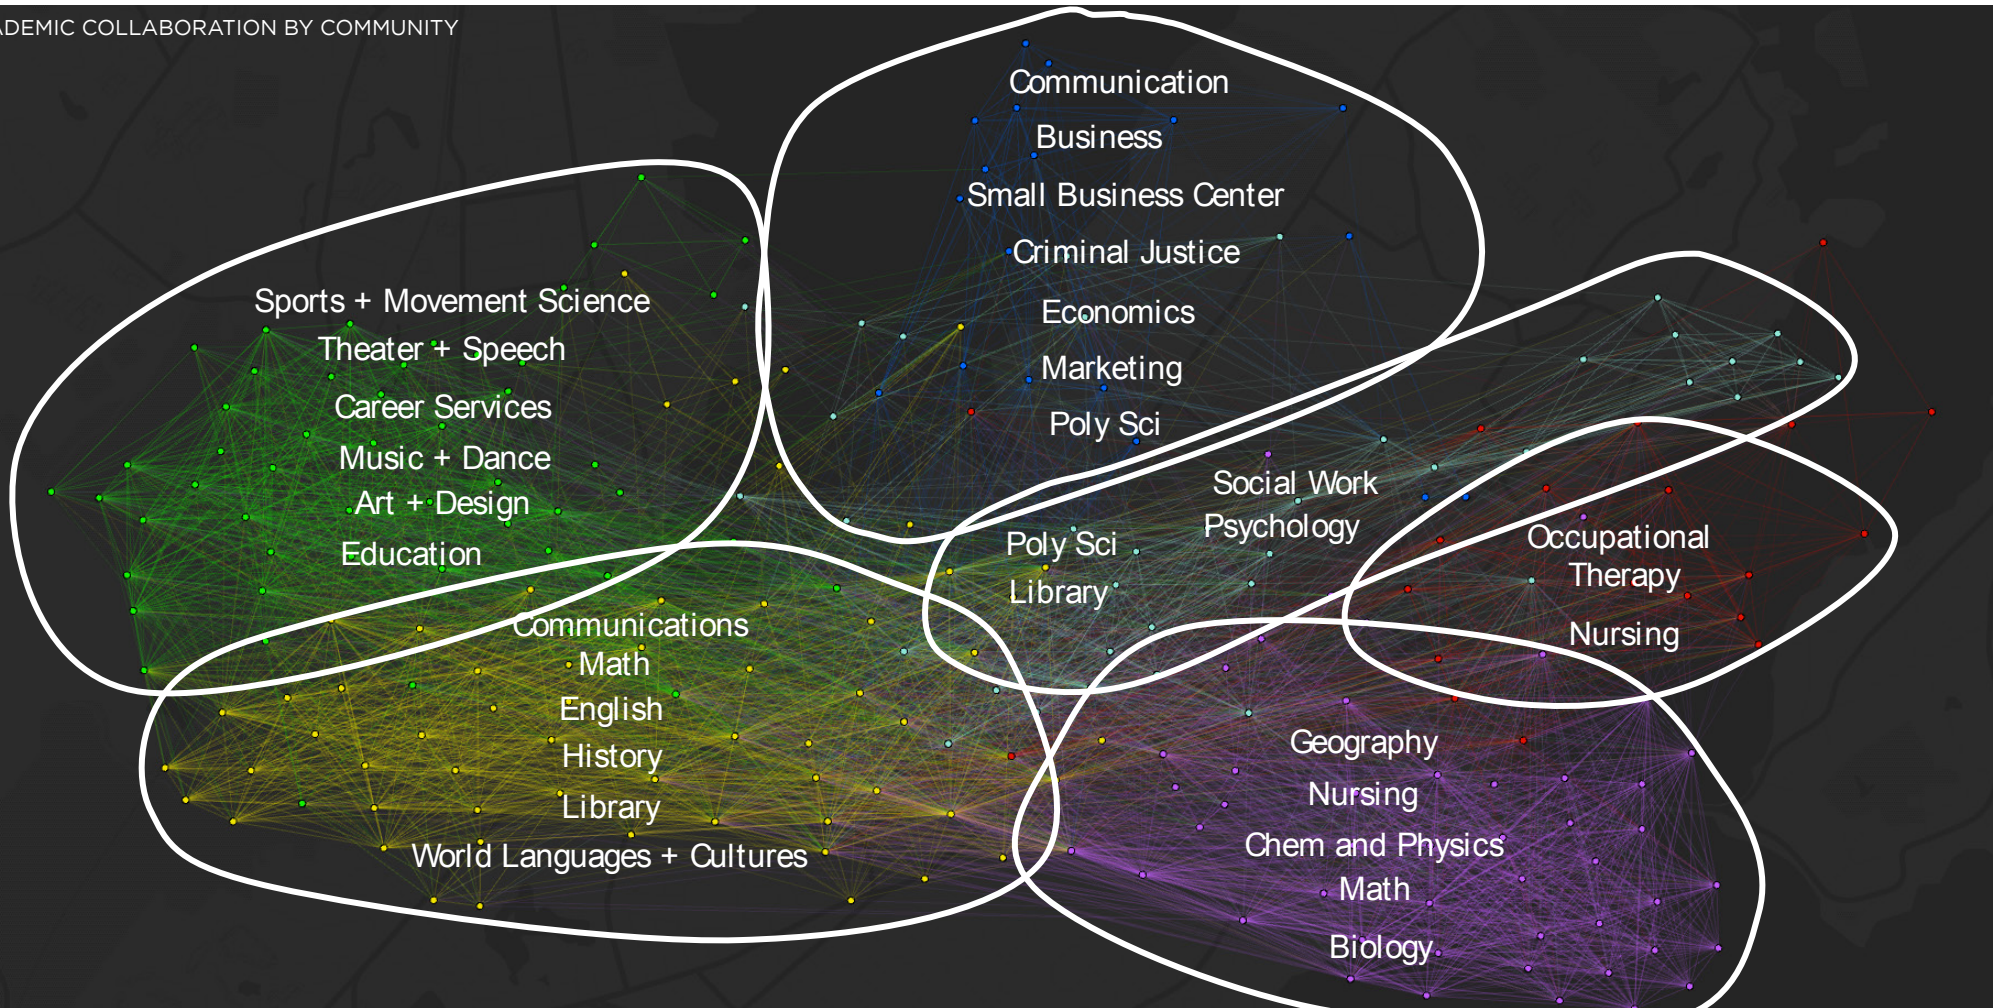 ADEMIC COLLABORATION BY COMMUNITY
Communication
Business
Small Business Center
Criminal Justice
Economics
Marketing
Poly Sci
Sports + Movement Science
Theater + Speech
Career Services
Music + Dance
Art + Design
Education
Social Work
Psychology
Poly Sci
Library
Occupational
Therapy
Nursing
Communications
Math
English
History
Library
World Languages + Cultures
Geography
Nursing
Chem and Physics
Math
Biology